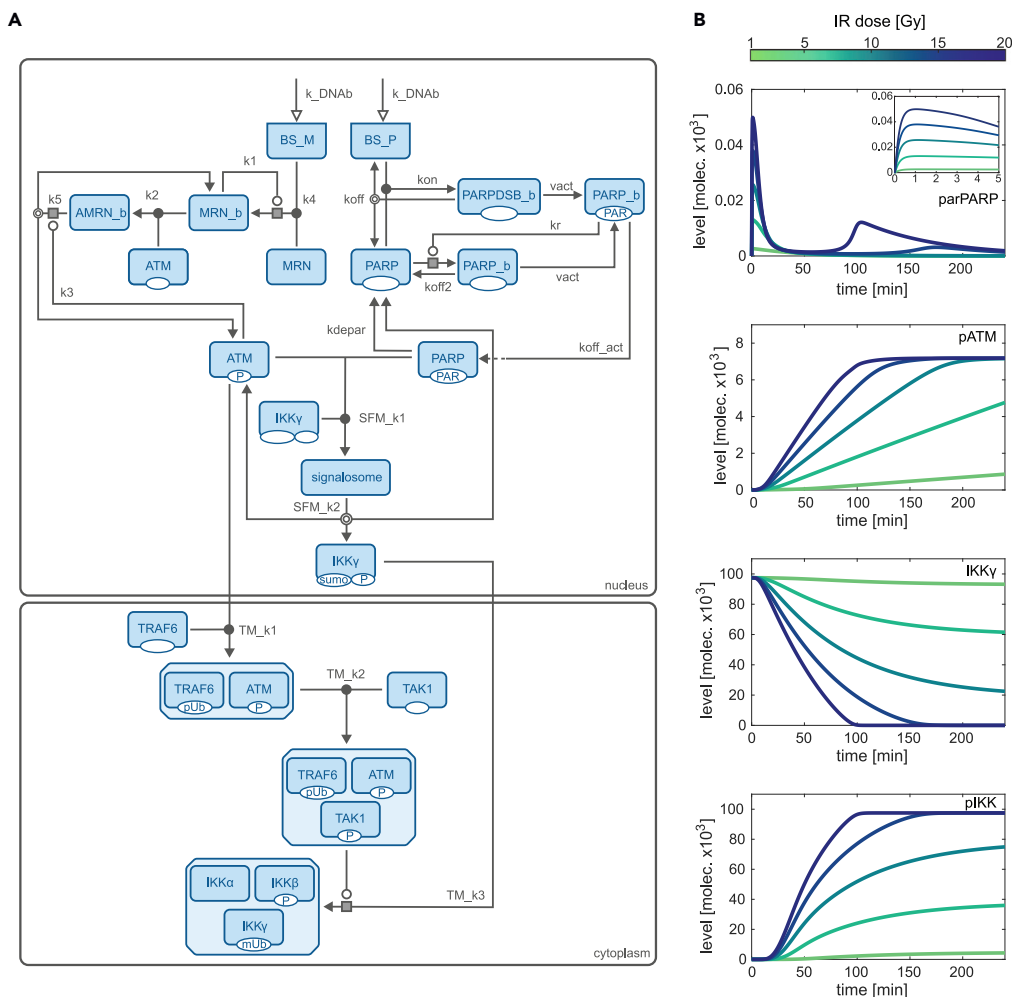 A
k_DNAb
k_DNAb
BS_M
BS_P
k1
kon
vact
k5
k2
k4
koff
AMRN_b
MRN_b
PARPDSB_b
PARP_b
PAR
kr
ATM
MRN
PARP
PARP_b
koff2
vact
k3
kdepar
koff_act
ATM
P
PARP
PAR
IKKγ
SFM_k1
signalosome
SFM_k2
IKKγ
sumo
P
nucleus
TRAF6
TM_k1
TRAF6
pUb
ATM
P
TM_k2
TAK1
TRAF6
pUb
ATM
P
TAK1
P
IKKα
IKKβ
P
IKKγ
mUb
TM_k3
cytoplasm
B
IR dose [Gy]
1 5 10 15 20
level [molec. x10³]
0.06
0.04
0.02
0
0 50 100 150 200
time [min]
parPARP
0.06
0.04
0.02
0
0 1 2 3 4 5
level [molec. x10³]
pATM
8
6
4
2
0
0 50 100 150 200
time [min]
level [molec. x10³]
IKKγ
100
80
60
40
20
0
0 50 100 150 200
time [min]
level [molec. x10³]
pIKK
100
80
60
40
20
0
0 50 100 150 200
time [min]